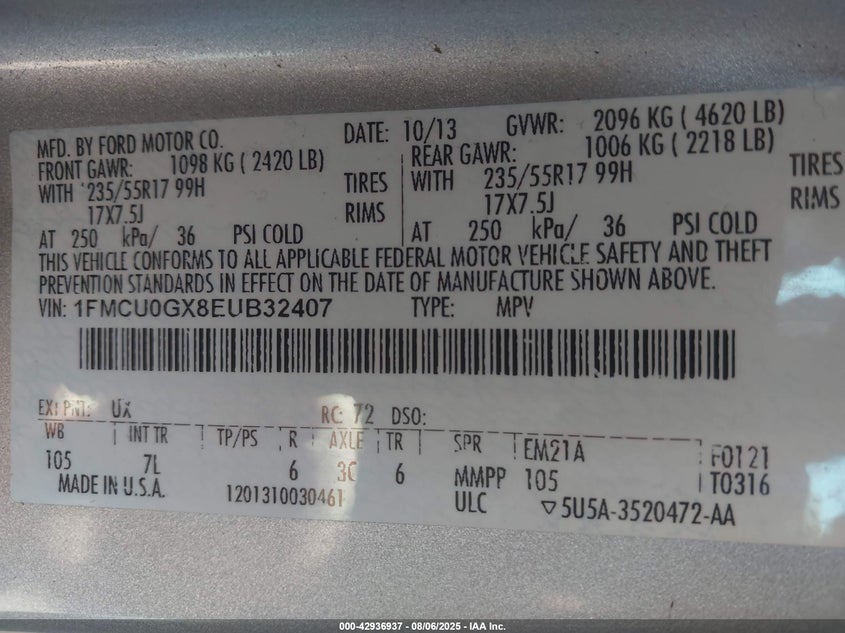 MFD. BY FORD MOTOR CO. DATE: 10/13 GVWR: 2096 KG ( 4620 LB)
FRONT GAWR: 1098 KG ( 2420 LB) REAR GAWR: 1006 KG ( 2218 LB)
WITH 235/55R17 99H TIRES WITH 235/55R17 99H TIRES
17X7.5J RIMS 17X7.5J RIMS
AT 250 kPa/ 36 PSI COLD AT 250 kPa/ 36 PSI COLD
THIS VEHICLE CONFORMS TO ALL APPLICABLE FEDERAL MOTOR VEHICLE SAFETY AND THEFT
PREVENTION STANDARDS IN EFFECT ON THE DATE OF MANUFACTURE SHOWN ABOVE.
VIN: 1FMCU0GX8EUB32407 TYPE: MPV
EXT PNT: UX RC: 72 DSO:
WB INT TR TP/PS R AXLE TR SPR EM21A F0121
105 7L 6 3C 6 MMPP 105 T0316
MADE IN U.S.A. 1201310030461 ULC ▽5U5A-3520472-AA
000-42936937 - 08/06/2025 - IAA Inc.